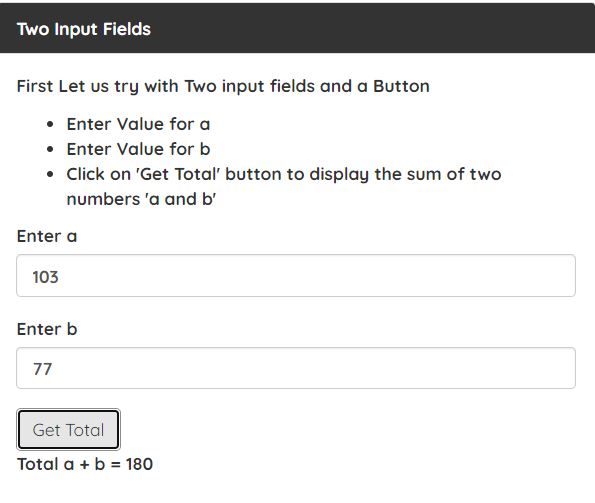 Two Input Fields
First Let us try with Two input fields and a Button
• Enter Value for a
• Enter Value for b
• Click on 'Get Total' button to display the sum of two
numbers 'a and b'
Enter a
103
Enter b
77
Get Total
Total a + b = 180